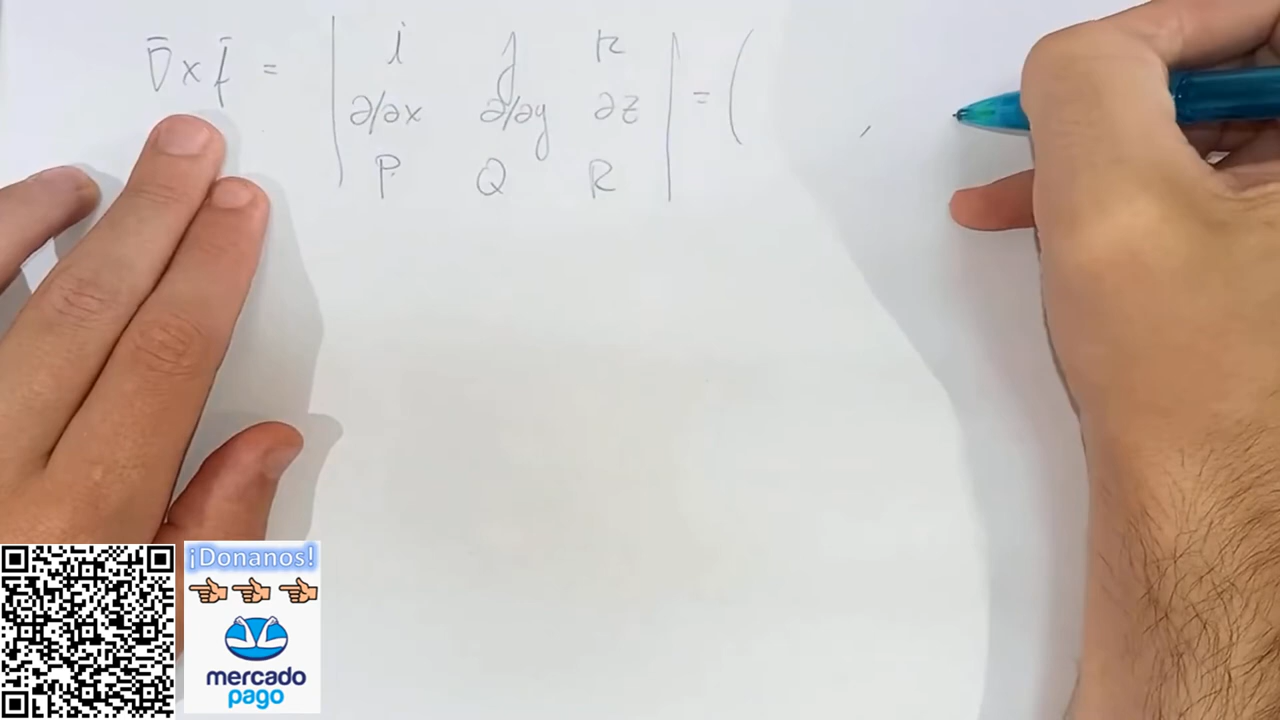 ∇̄ x f̄ = | i j k | = ( ,
∂/∂x ∂/∂y ∂z
P Q R
¡Donanos!
mercado
pago